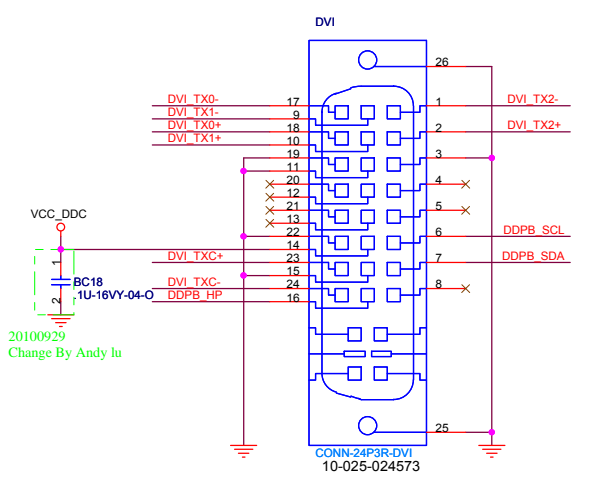 DVI
26
DVI_TX0- 17 1 DVI_TX2-
DVI_TX1- 9
DVI_TX0+ 18 2 DVI_TX2+
DVI_TX1+ 10
19 3
11
20 4
12
21 5
13
VCC_DDC
22 6 DDPB_SCL
14
DVI_TXC+ 23 7 DDPB_SDA
15
1
BC18
DVI_TXC- 24 8
.1U-16VY-04-O
2
DDPB_HP 16
20100929
Change By Andy lu
25
CONN-24P3R-DVI
10-025-024573